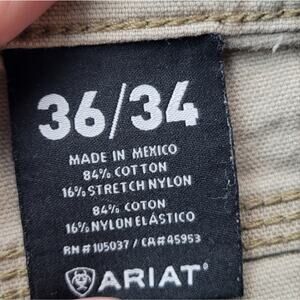 36/34
MADE IN MEXICO
84% COTTON
16% STRETCH NYLON
84% COTON
16% NYLON ELÁSTICO
RN # 105037 / CA# 45953
ARIAT